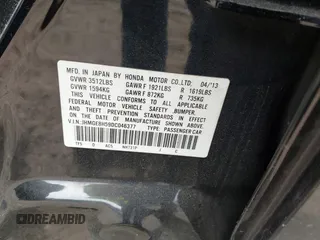 MFD. IN JAPAN BY HONDA MOTOR CO.,LTD. 04/13
GVWR 3512LBS GAWR F 1921LBS R 1619LBS
GVWR 1594KG GAWR F 872KG R 735KG
THIS VEHICLE CONFORMS TO ALL APPLICABLE
FEDERAL MOTOR VEHICLE SAFETY, BUMPER,
AND THEFT PREVENTION STANDARDS IN EFFECT ON
THE DATE OF MANUFACTURE SHOWN ABOVE.
V.I.N: TYPE: PASSENGER CAR
DREAMBID